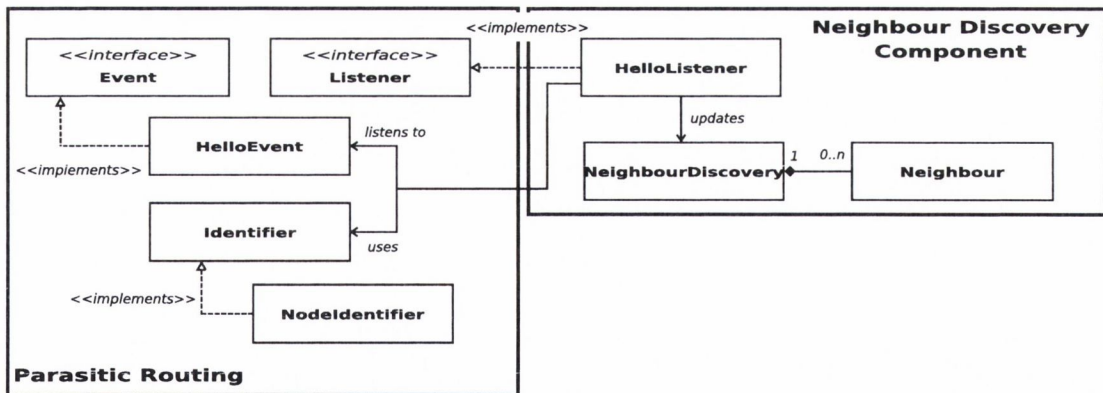 <<implements>>
Neighbour Discovery
Component
<<interface>>
Event
<<interface>>
Listener
HelloListener
listens to
updates
HelloEvent
<<implements>>
1
0..n
NeighbourDiscovery
Neighbour
Identifier
uses
<<implements>>
NodeIdentifier
Parasitic Routing